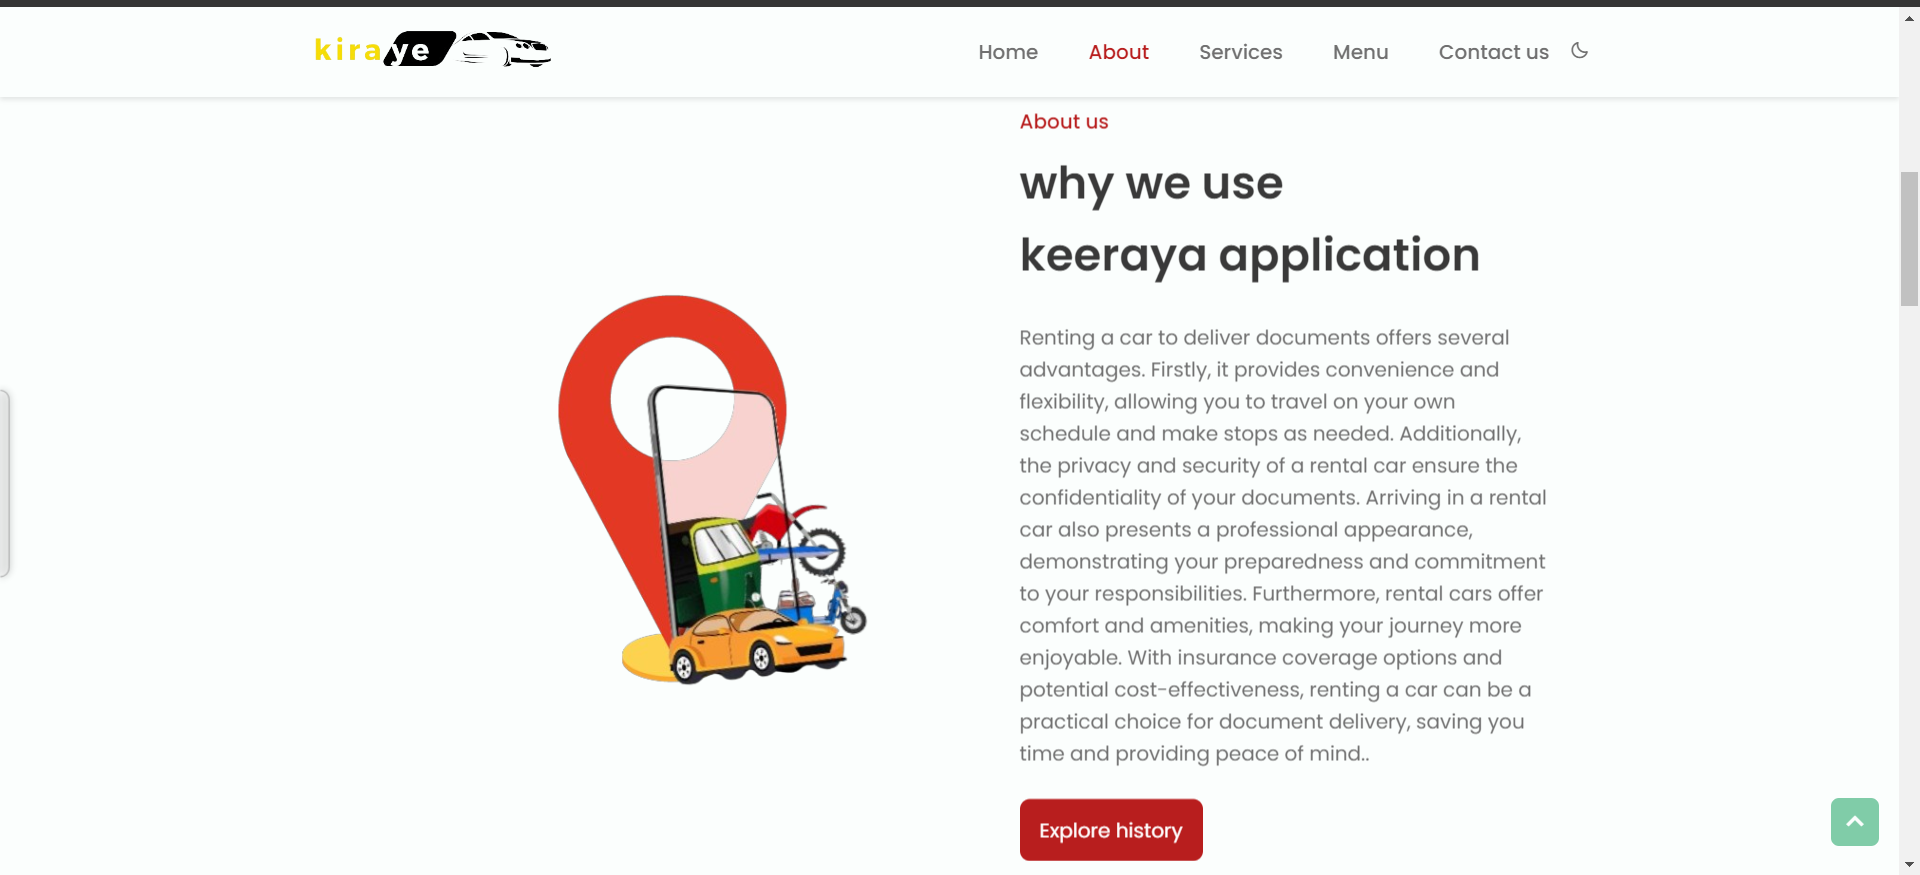 kiraye
Home About Services Menu Contact us
About us
why we use
keeraya application
Renting a car to deliver documents offers several
advantages. Firstly, it provides convenience and
flexibility, allowing you to travel on your own
schedule and make stops as needed. Additionally,
the privacy and security of a rental car ensure the
confidentiality of your documents. Arriving in a rental
car also presents a professional appearance,
demonstrating your preparedness and commitment
to your responsibilities. Furthermore, rental cars offer
comfort and amenities, making your journey more
enjoyable. With insurance coverage options and
potential cost-effectiveness, renting a car can be a
practical choice for document delivery, saving you
time and providing peace of mind..
Explore history